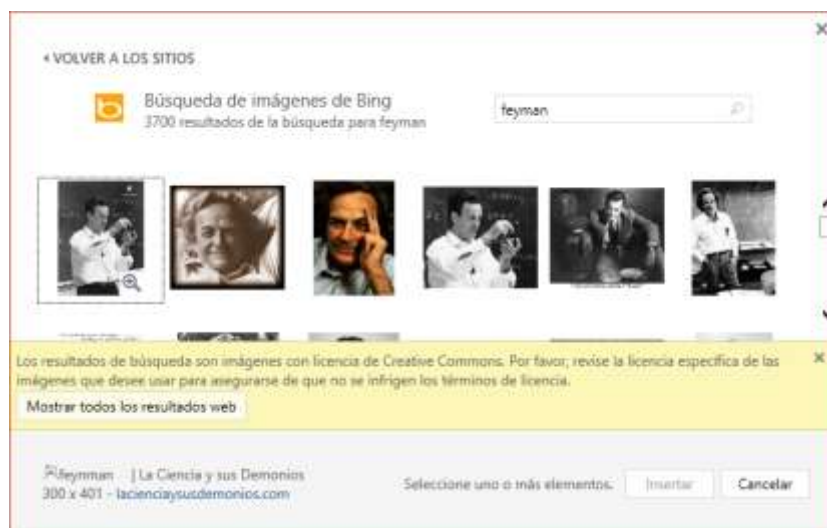 VOLVER A LOS SITIOS
Búsqueda de imágenes de Bing
3700 resultados de la búsqueda para feyman
feyman
Los resultados de búsqueda son imágenes con licencia de Creative Commons. Por favor, revise la licencia específica de las
imágenes que desee usar para asegurarse de que no se infrigen los términos de licencia.
Mostrar todos los resultados web
feynman | La Ciencia y sus Demonios
300 x 401 - lacienciaysusdemonios.com
Seleccione uno o más elementos.
Insertar
Cancelar